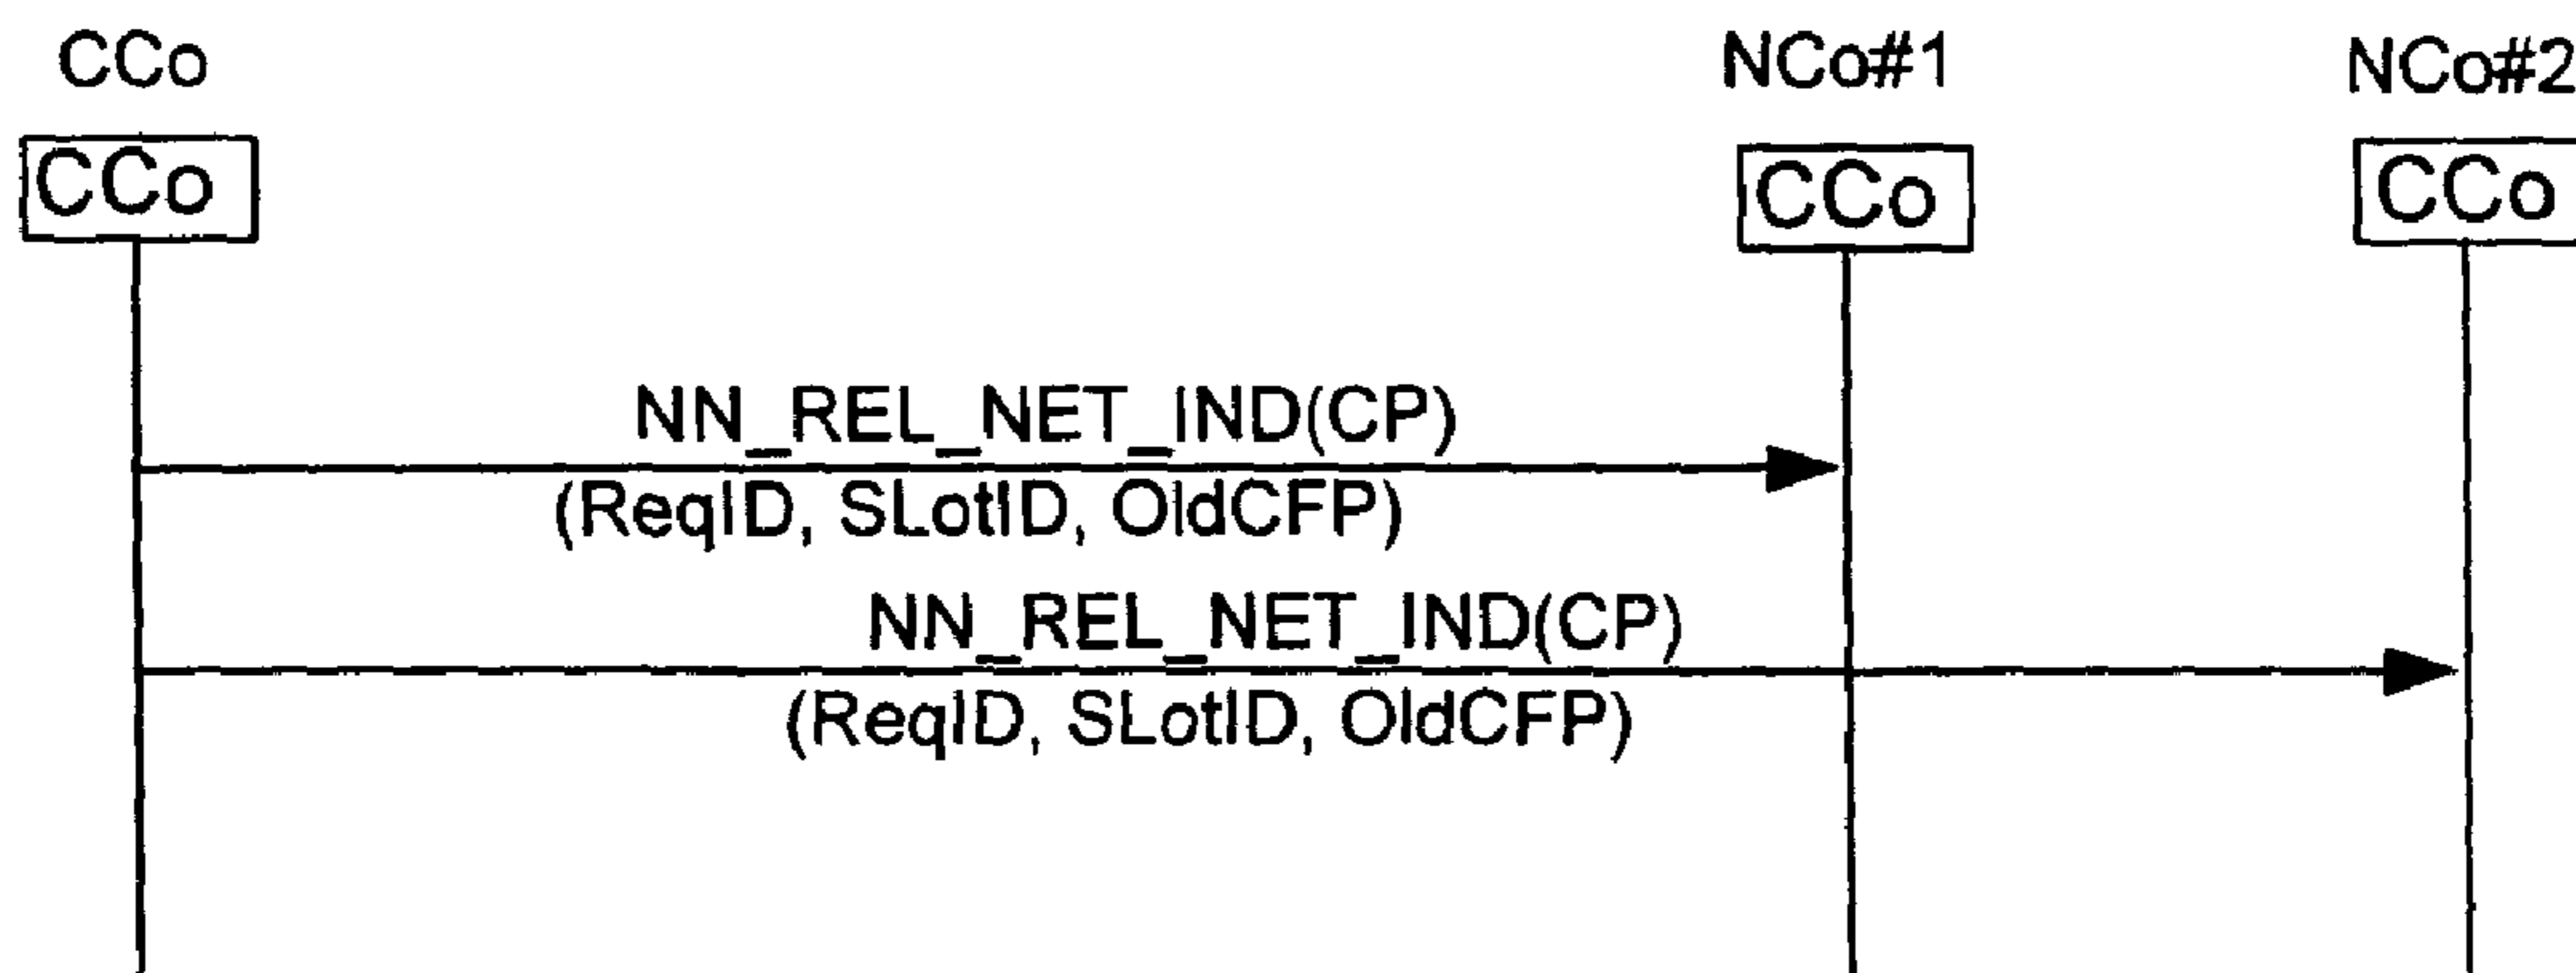 CCo
NCo#1
NCo#2
CCo
CCo
CCo
NN_REL_NET_IND(CP)
(ReqID, SLotID, OldCFP)
NN_REL_NET_IND(CP)
(ReqID, SLotID, OldCFP)